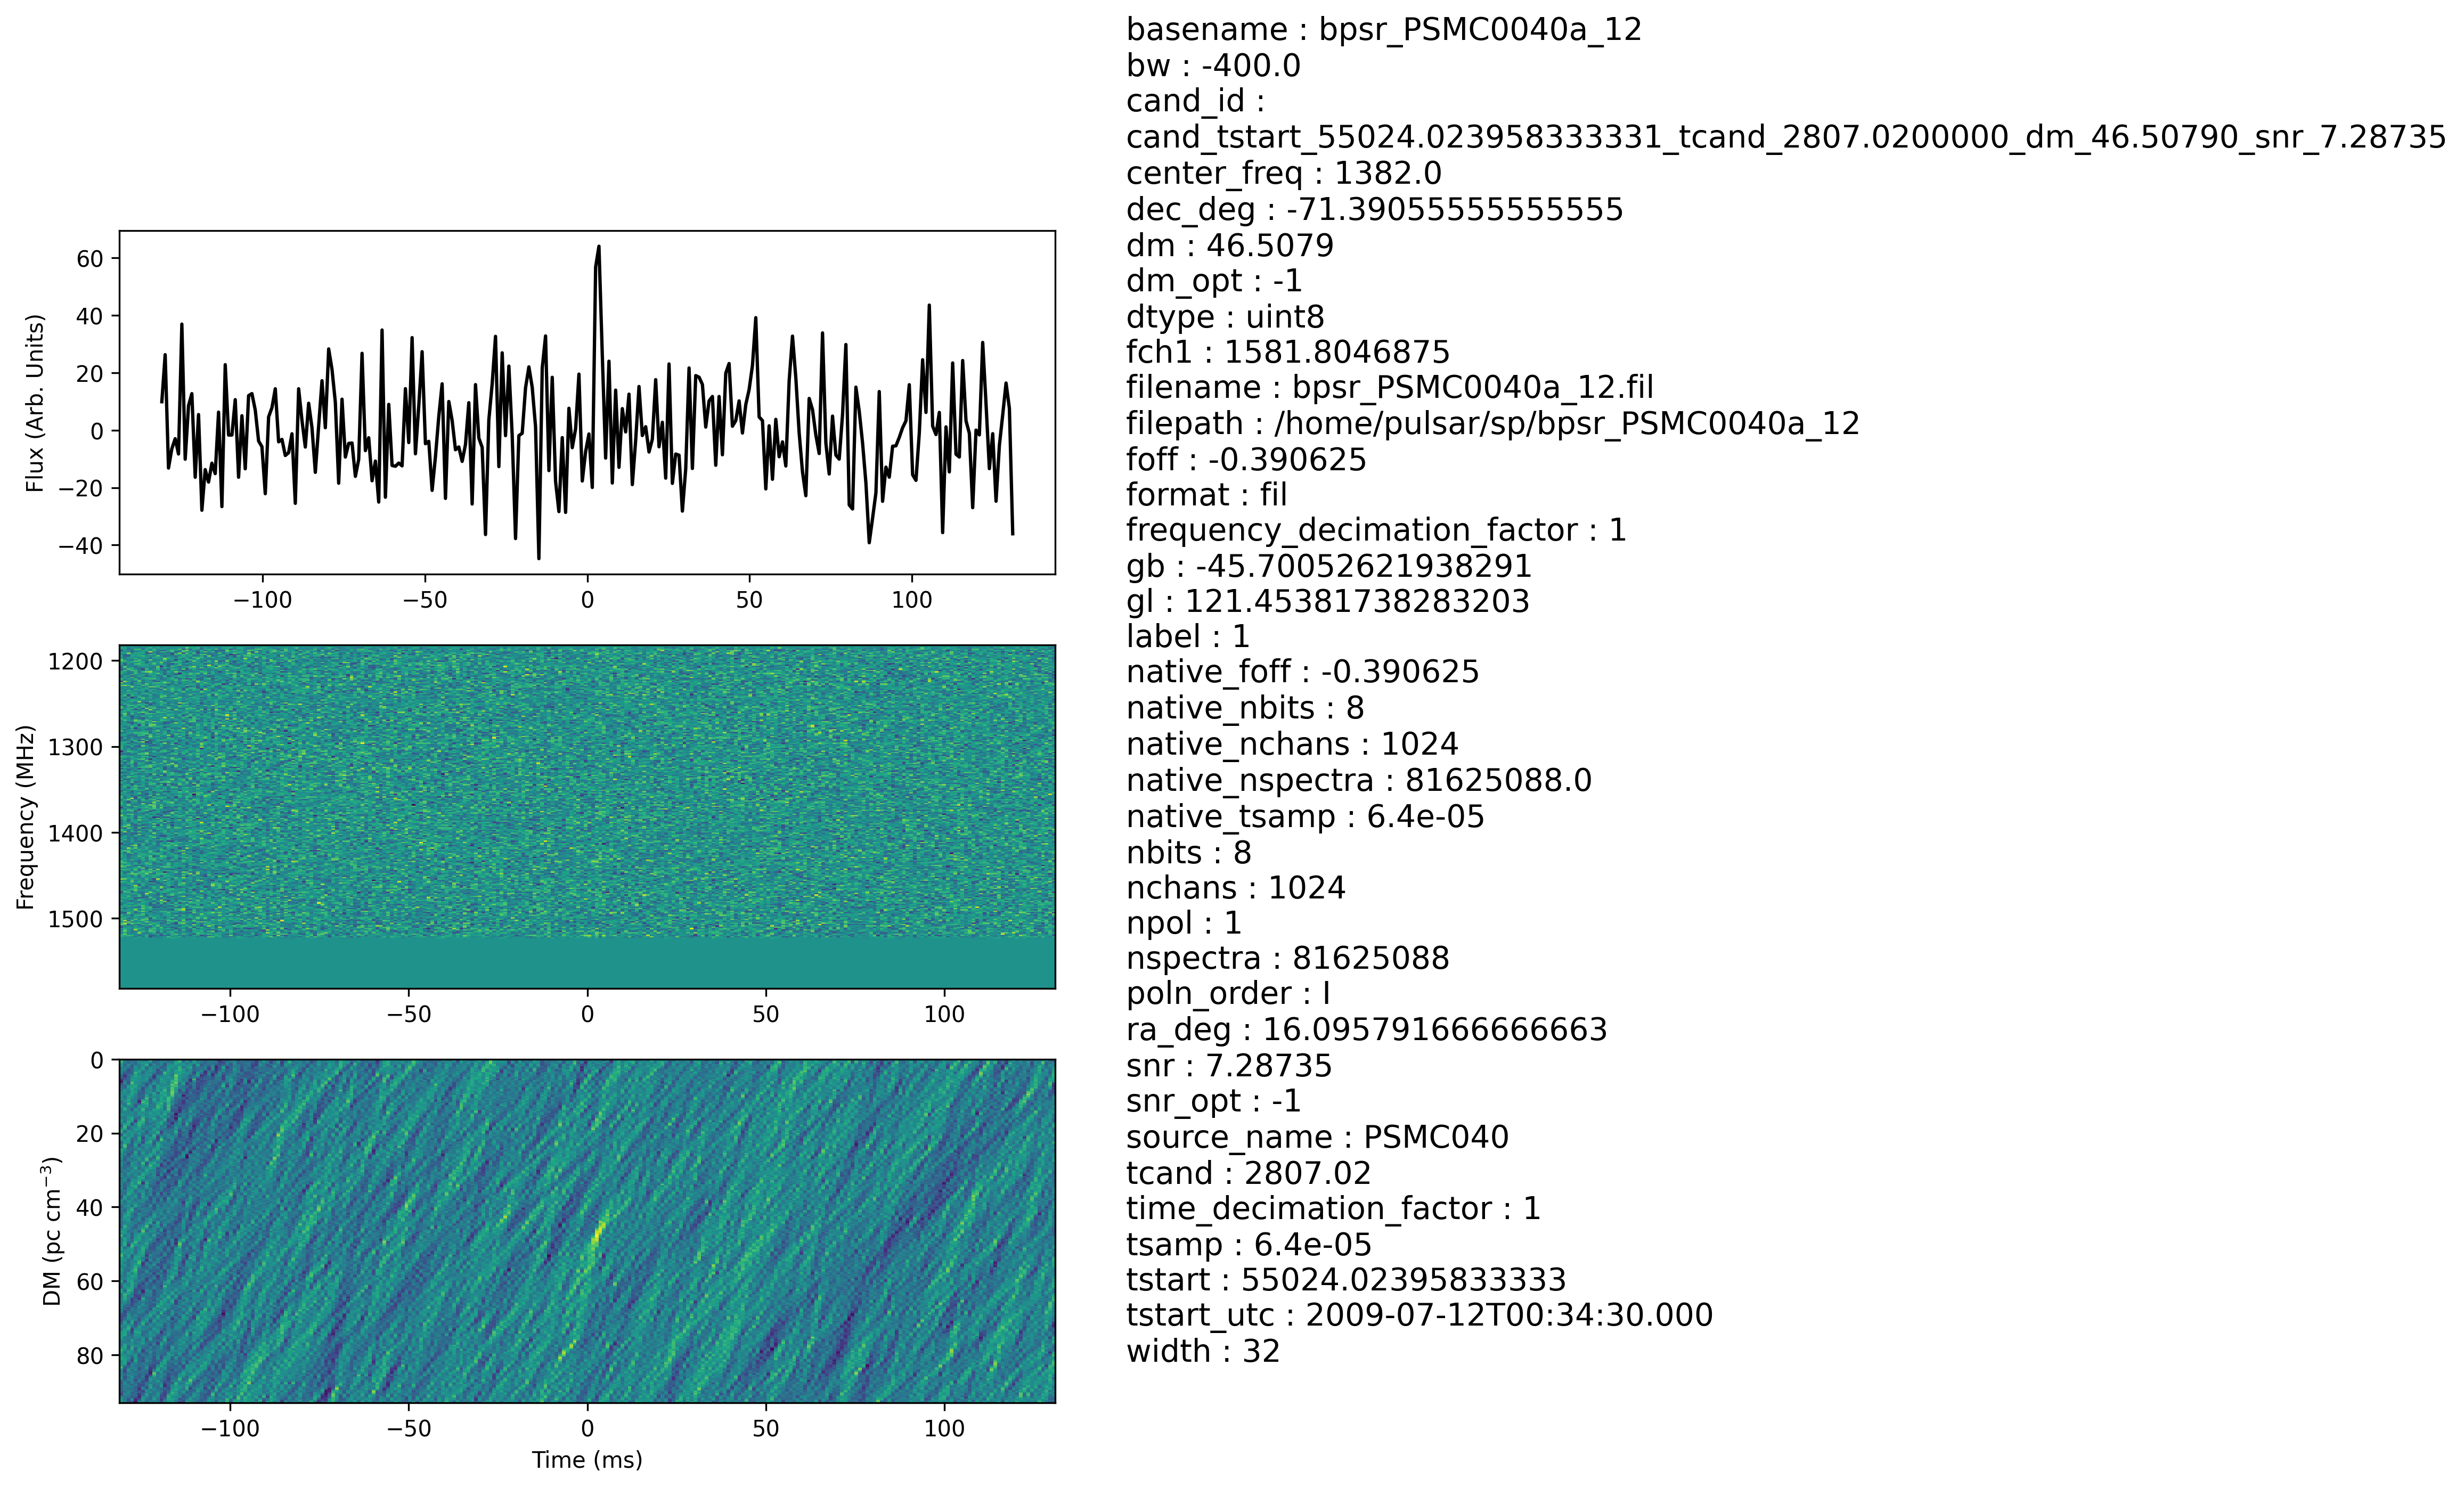 basename : bpsr_PSMC0040a_12
bw : -400.0
cand_id :
cand_tstart_55024.023958333331_tcand_2807.0200000_dm_46.50790_snr_7.28735
center_freq : 1382.0
dec_deg : -71.39055555555555
dm : 46.5079
dm_opt : -1
dtype : uint8
fch1 : 1581.8046875
filename : bpsr_PSMC0040a_12.fil
filepath : /home/pulsar/sp/bpsr_PSMC0040a_12
foff : -0.390625
format : fil
frequency_decimation_factor : 1
gb : -45.70052621938291
gl : 121.45381738283203
label : 1
native_foff : -0.390625
native_nbits : 8
native_nchans : 1024
native_nspectra : 81625088.0
native_tsamp : 6.4e-05
nbits : 8
nchans : 1024
npol : 1
nspectra : 81625088
poln_order : I
ra_deg : 16.095791666666663
snr : 7.28735
snr_opt : -1
source_name : PSMC040
tcand : 2807.02
time_decimation_factor : 1
tsamp : 6.4e-05
tstart : 55024.02395833333
tstart_utc : 2009-07-12T00:34:30.000
width : 32
Flux (Arb. Units)
60
40
20
0
−20
−40
−100 −50 0 50 100
Frequency (MHz)
1200
1300
1400
1500
−100 −50 0 50 100
DM (pc cm⁻³)
0
20
40
60
80
−100 −50 0 50 100
Time (ms)